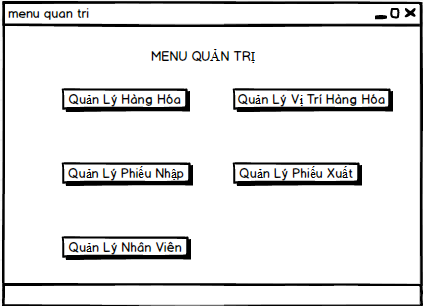 menu quan tri
MENU QUẢN TRỊ
Quản Lý Hàng Hóa
Quản Lý Vị Trí Hàng Hóa
Quản Lý Phiếu Nhập
Quản Lý Phiếu Xuất
Quản Lý Nhân Viên